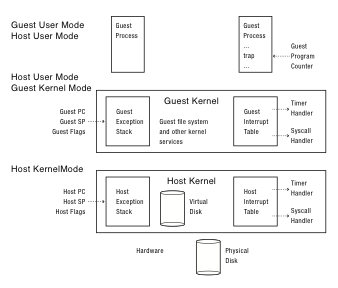 Guest User Mode
Host User Mode
Guest
Process
Guest
Process
...
trap
...
Guest
Program
Counter
Host User Mode
Guest Kernel Mode
Guest Kernel
Guest PC
Guest SP
Guest Flags
Guest
Exception
Stack
Guest file system
and other kernel
services
Guest
Interrupt
Table
Timer
Handler
Syscall
Handler
Host KernelMode
Host Kernel
Host PC
Host SP
Host Flags
Host
Exception
Stack
Virtual
Disk
Host
Interrupt
Table
Timer
Handler
Syscall
Handler
Hardware
Physical
Disk